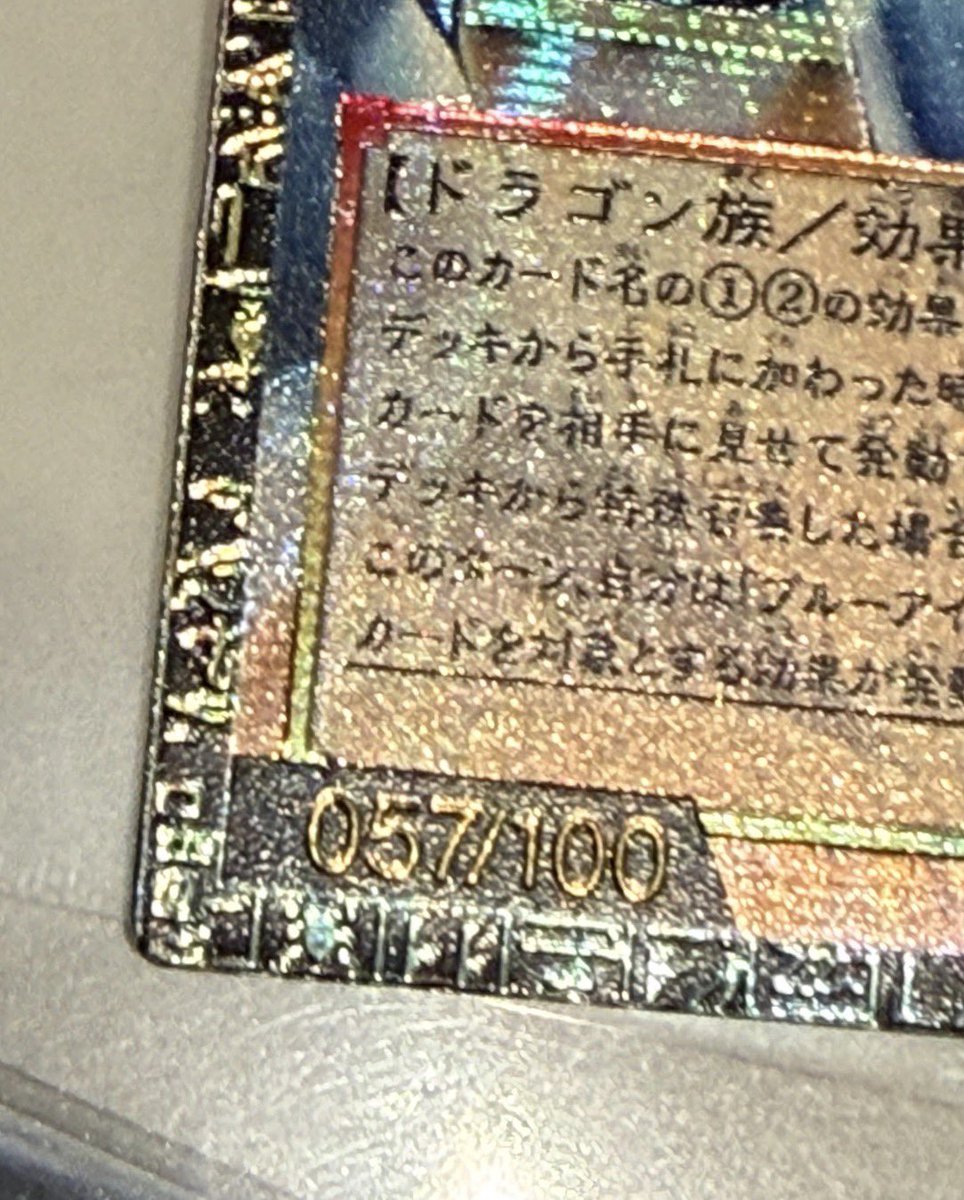 【ドラゴン族／効果
このカード名の①②の効果
デッキから手札に加わった時
カードを相手に見せて発動
デッキから特殊召喚した場合
このターン、自分は「ブルーアイ
カードを対象とする効果が発動
057/100